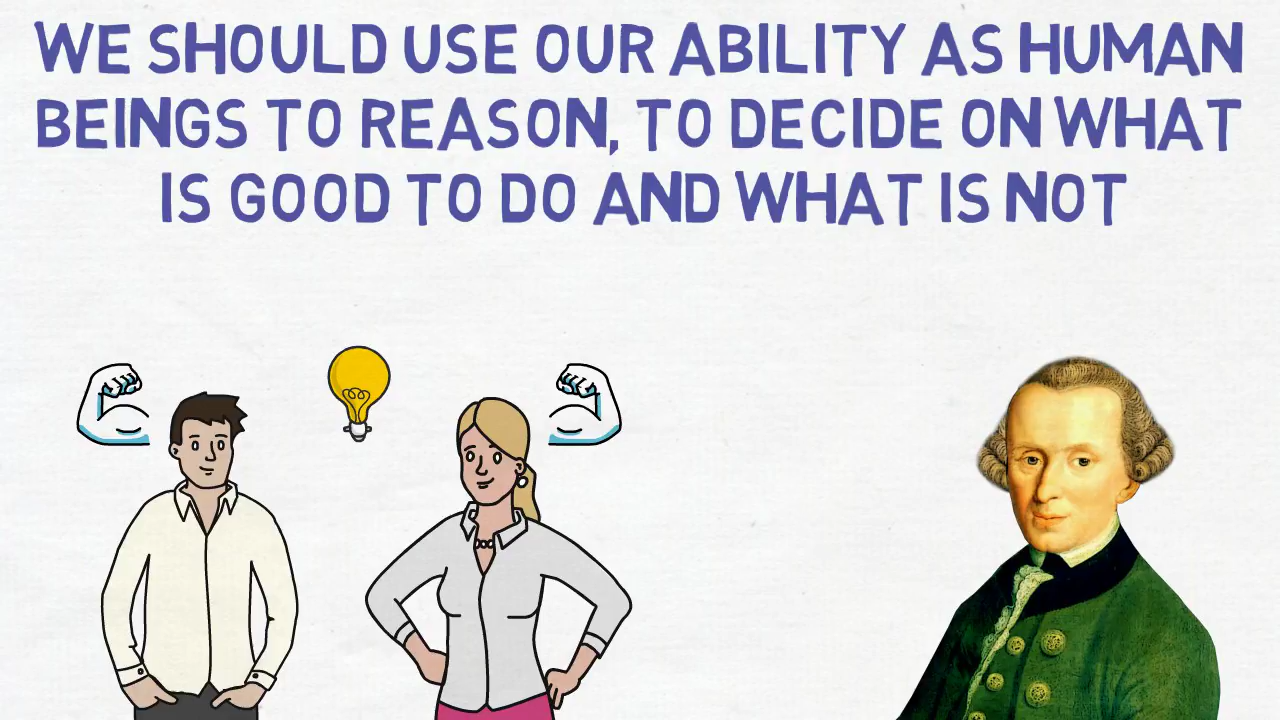 WE SHOULD USE OUR ABILITY AS HUMAN
BEINGS TO REASON, TO DECIDE ON WHAT
IS GOOD TO DO AND WHAT IS NOT